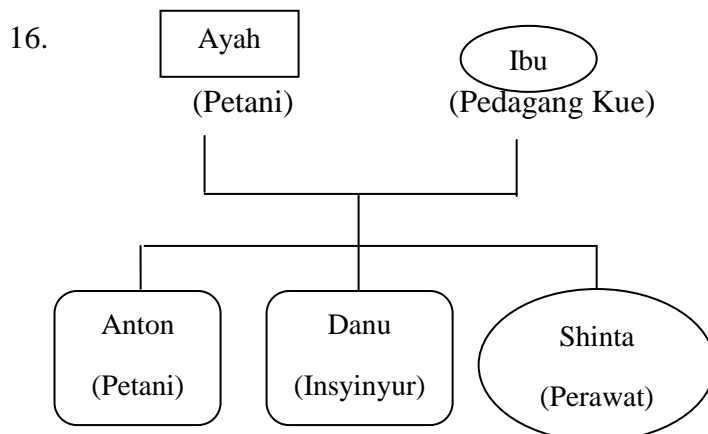 16.
Ayah
Ibu
(Petani)
(Pedagang Kue)
Anton
(Petani)
Danu
(Insyinyur)
Shinta
(Perawat)